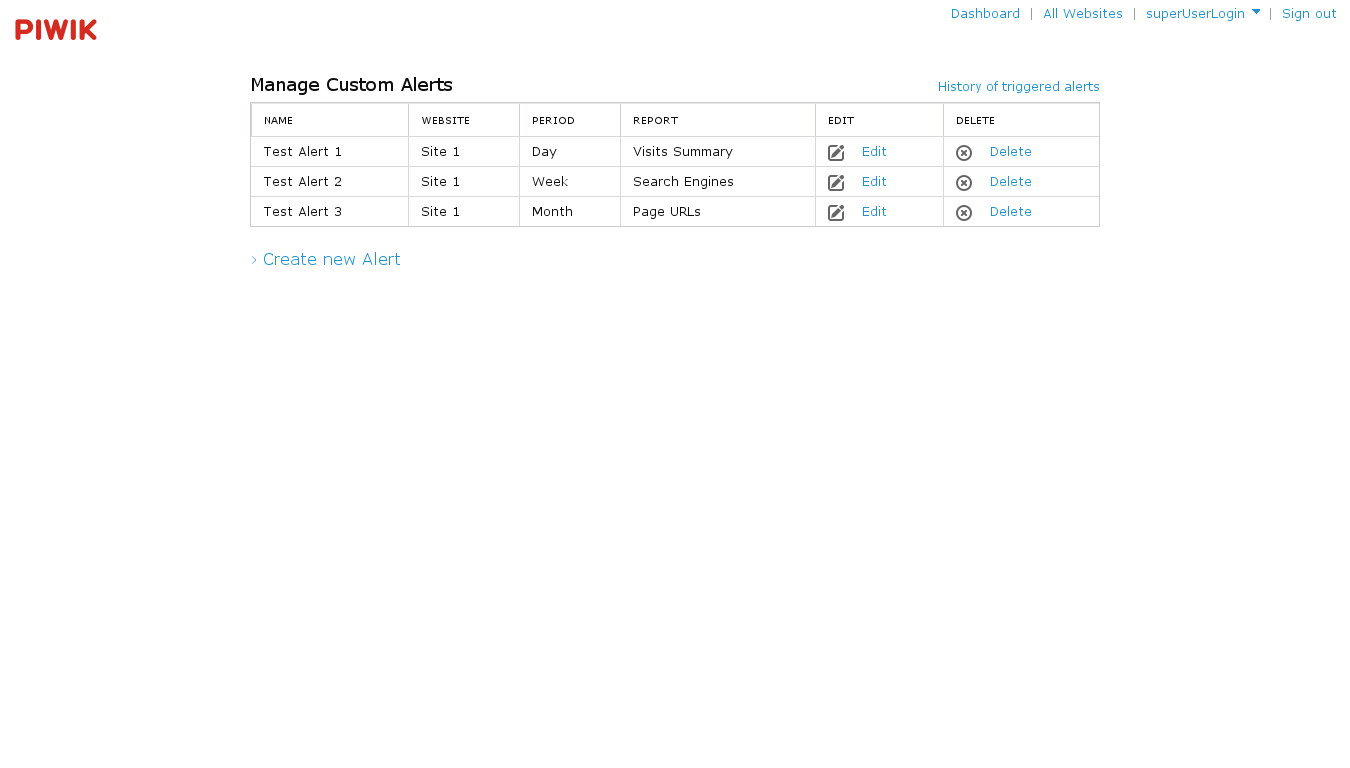 PIWIK
Dashboard | All Websites | superUserLogin | Sign out
Manage Custom Alerts
History of triggered alerts
NAME WEBSITE PERIOD REPORT EDIT DELETE
Test Alert 1 Site 1 Day Visits Summary Edit Delete
Test Alert 2 Site 1 Week Search Engines Edit Delete
Test Alert 3 Site 1 Month Page URLs Edit Delete
› Create new Alert